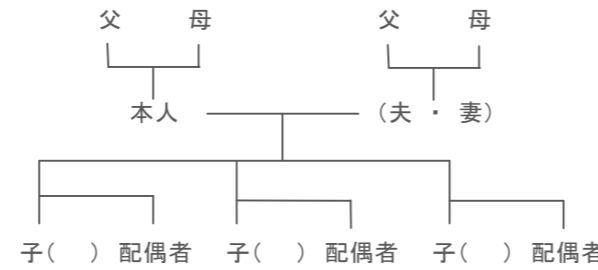 父 母 父 母
本人 (夫 ・ 妻)
子( ) 配偶者 子( ) 配偶者 子( ) 配偶者